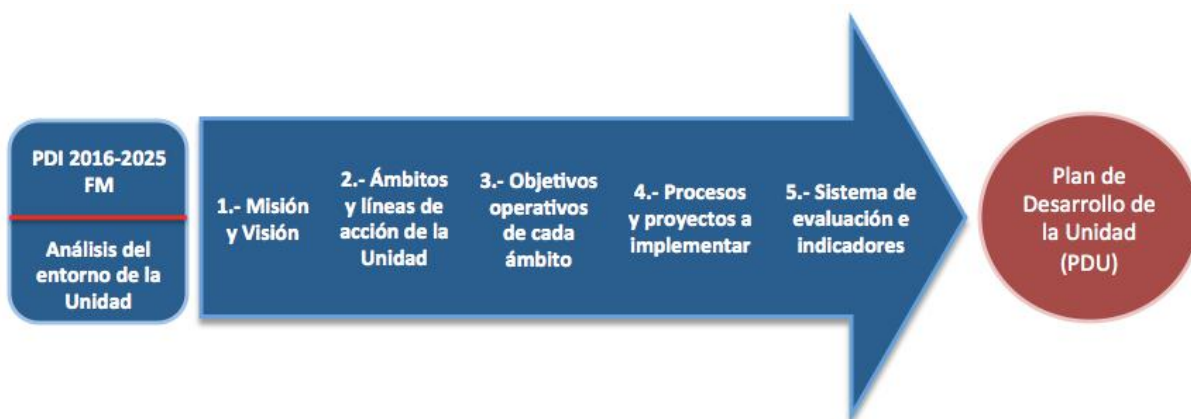 PDI 2016-2025
FM
Análisis del
entorno de la
Unidad
1.- Misión
y Visión
2.- Ámbitos
y líneas de
acción de la
Unidad
3.- Objetivos
operativos
de cada
ámbito
4.- Procesos
y proyectos a
implementar
5.- Sistema de
evaluación e
indicadores
Plan de
Desarrollo de
la Unidad
(PDU)